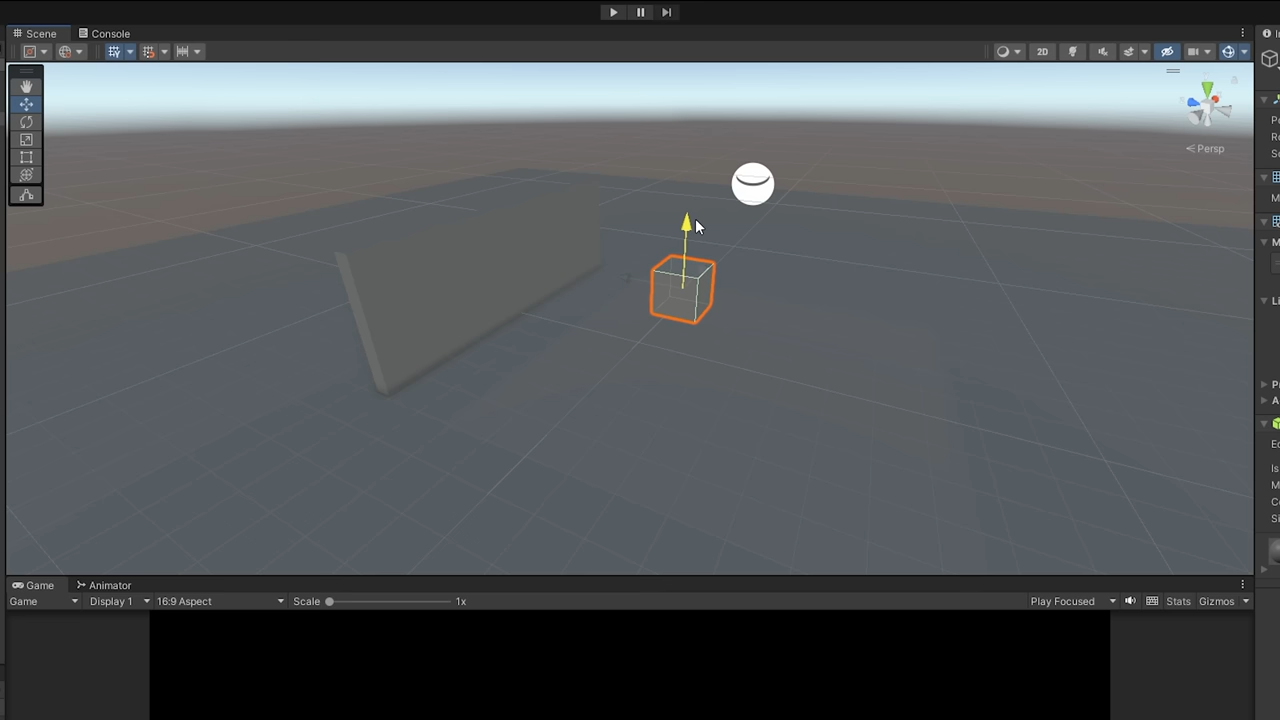 Scene Console
2D
Persp
Game Animator
Game Display 1 16:9 Aspect Scale 1x Play Focused Stats Gizmos